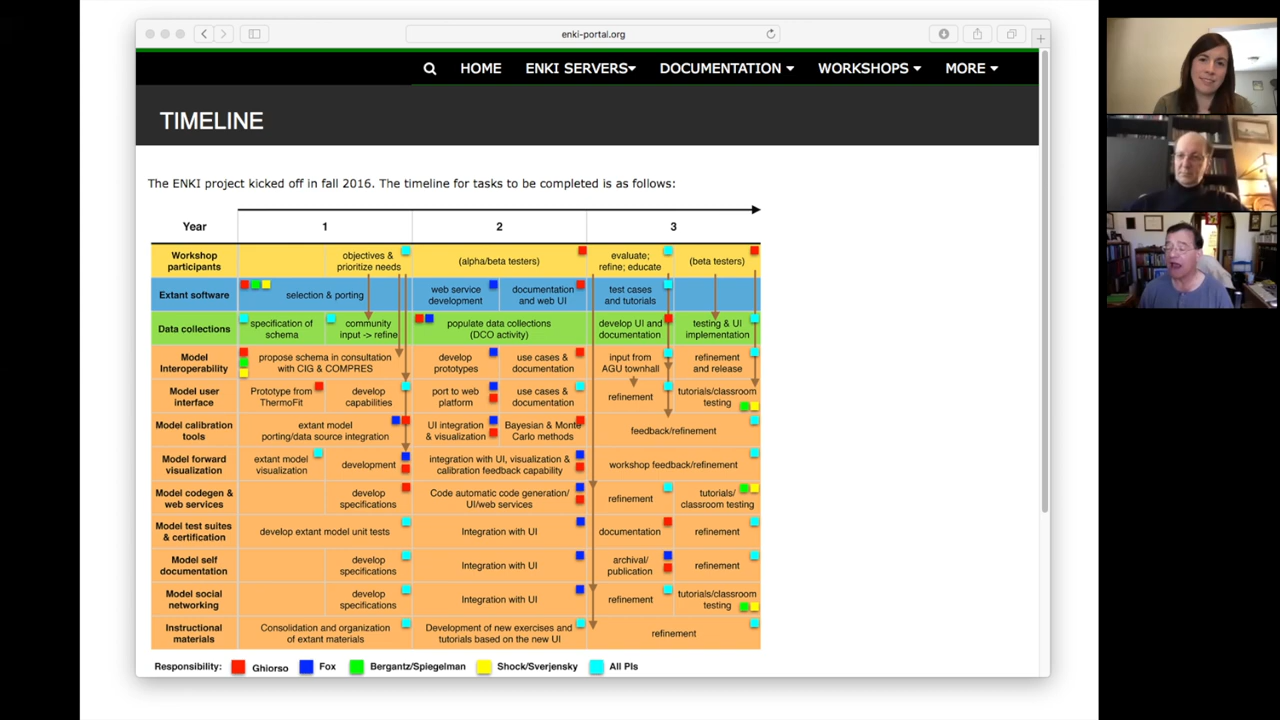 enki-portal.org
HOME ENKI SERVERS DOCUMENTATION WORKSHOPS MORE
TIMELINE
The ENKI project kicked off in fall 2016. The timeline for tasks to be completed is as follows:
Year 1 2 3
Workshop participants
objectives & prioritize needs
(alpha/beta testers)
evaluate; refine; educate
(beta testers)
Extant software
selection & porting
web service development
documentation and web UI
test cases and tutorials
Data collections
specification of schema
community input -> refine
populate data collections (DCO activity)
develop UI and documentation
testing & UI implementation
Model Interoperability
propose schema in consultation with CIG & COMPRES
develop prototypes
use cases & documentation
input from AGU townhall
refinement and release
Model user interface
Prototype from ThermoFit
develop capabilities
port to web platform
use cases & documentation
refinement
tutorials/classroom testing
Model calibration tools
extant model porting/data source integration
UI integration & visualization
Bayesian & Monte Carlo methods
feedback/refinement
Model forward visualization
extant model visualization
development
integration with UI, visualization & calibration feedback capability
workshop feedback/refinement
Model codegen & web services
develop specifications
Code automatic code generation/ UI/web services
refinement
tutorials/ classroom testing
Model test suites & certification
develop extant model unit tests
Integration with UI
documentation
refinement
Model self documentation
develop specifications
Integration with UI
archival/ publication
refinement
Model social networking
develop specifications
Integration with UI
refinement
tutorials/classroom testing
Instructional materials
Consolidation and organization of extant materials
Development of new exercises and tutorials based on the new UI
refinement
Responsibility: Ghiorso Fox Bergantz/Spiegelman Shock/Sverjensky All PIs